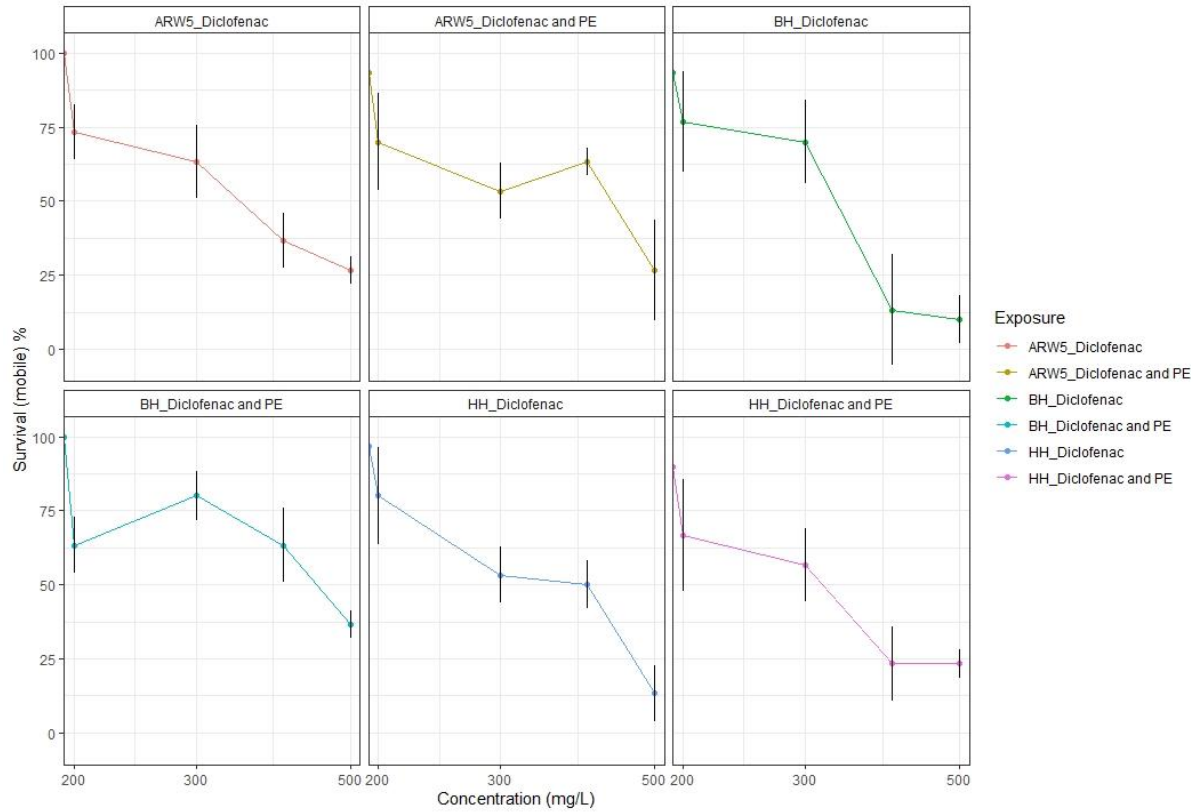 ARW5_Diclofenac
ARW5_Diclofenac and PE
BH_Diclofenac
100
75
50
25
0
BH_Diclofenac and PE
HH_Diclofenac
HH_Diclofenac and PE
100
75
50
25
0
Survival (mobile) %
200 300 500
200 300 500
200 300 500
Concentration (mg/L)
Exposure
ARW5_Diclofenac
ARW5_Diclofenac and PE
BH_Diclofenac
BH_Diclofenac and PE
HH_Diclofenac
HH_Diclofenac and PE